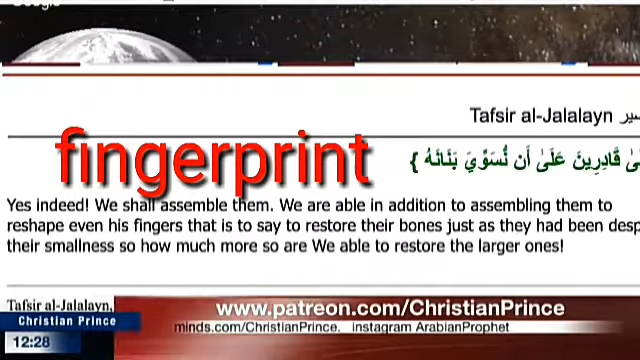 Google
Tafsir al-Jalalayn
fingerprint
قَادِرِينَ عَلَىٰ أَن نُّسَوِّيَ بَنَانَهُ }
Yes indeed! We shall assemble them. We are able in addition to assembling them to
reshape even his fingers that is to say to restore their bones just as they had been desp
their smallness so how much more so are We able to restore the larger ones!
Tafsir al-Jalalayn,
www.patreon.com/ChristianPrince
Christian Prince
minds.com/ChristianPrince. instagram ArabianProphet
12:28